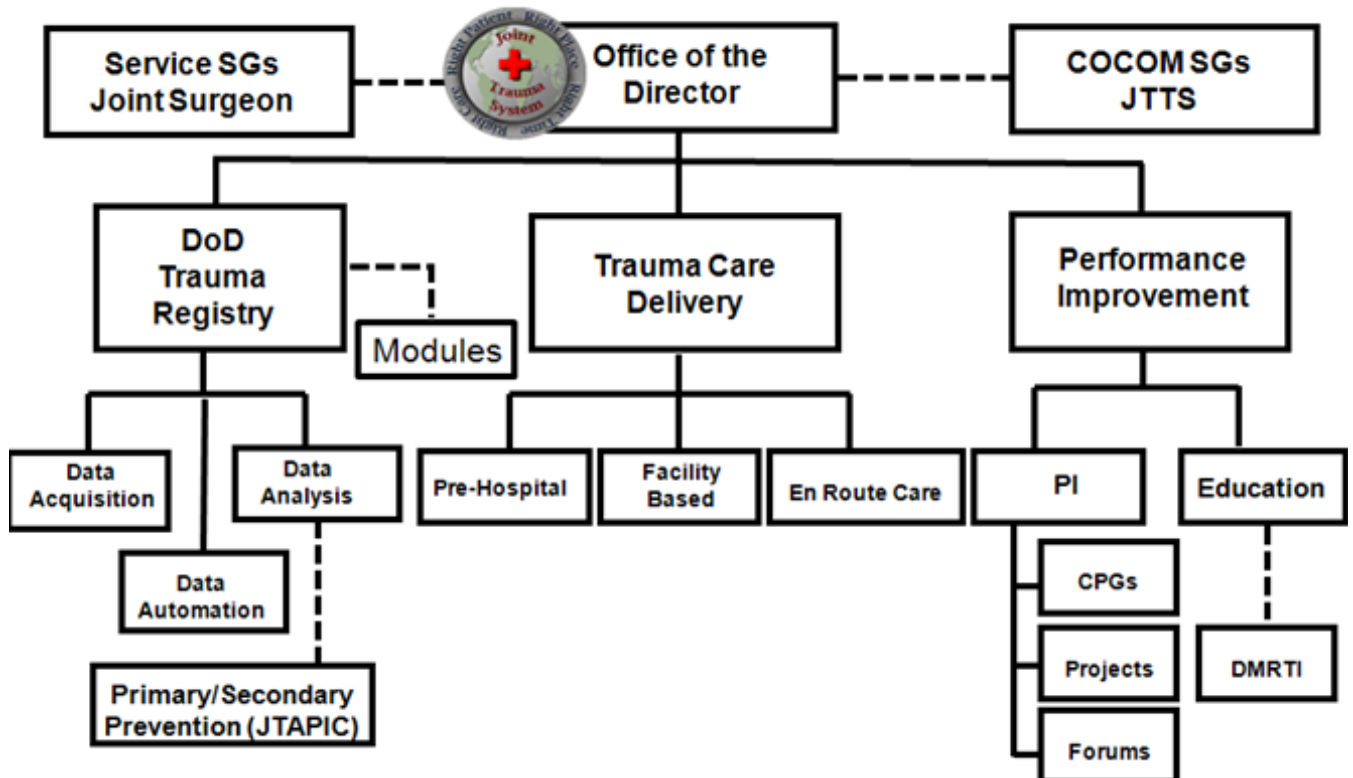 Service SGs
Joint Surgeon
Right Patient Right Place Right Time Right Care
Joint
Trauma
System
Office of the
Director
COCOM SGs
JTTS
DoD
Trauma
Registry
Modules
Trauma Care
Delivery
Performance
Improvement
Data
Acquisition
Data
Analysis
Pre-Hospital
Facility
Based
En Route Care
PI
Education
Data
Automation
CPGs
Primary/Secondary
Prevention (JTAPIC)
Projects
DMRTI
Forums